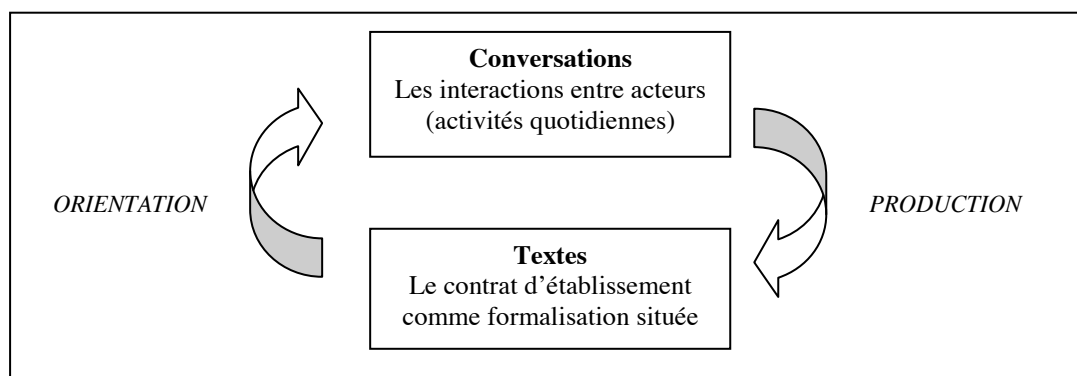 Conversations
Les interactions entre acteurs
(activités quotidiennes)
ORIENTATION
PRODUCTION
Textes
Le contrat d’établissement
comme formalisation située